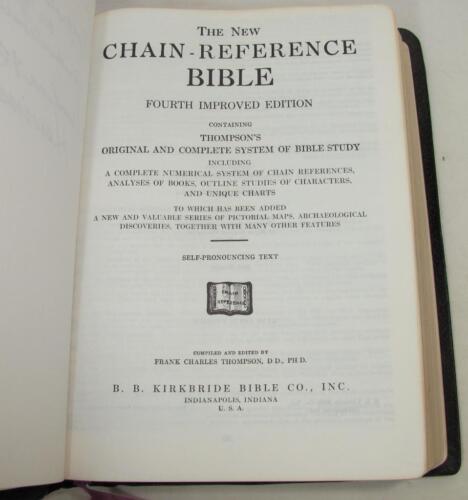 THE NEW
CHAIN-REFERENCE
BIBLE
FOURTH IMPROVED EDITION
CONTAINING
THOMPSON'S
ORIGINAL AND COMPLETE SYSTEM OF BIBLE STUDY
INCLUDING
A COMPLETE NUMERICAL SYSTEM OF CHAIN REFERENCES,
ANALYSES OF BOOKS, OUTLINE STUDIES OF CHARACTERS,
AND UNIQUE CHARTS
TO WHICH HAS BEEN ADDED
A NEW AND VALUABLE SERIES OF PICTORIAL MAPS, ARCHAEOLOGICAL
DISCOVERIES, TOGETHER WITH MANY OTHER FEATURES
SELF-PRONOUNCING TEXT
CHAIN
REFERENCE
COMPILED AND EDITED BY
FRANK CHARLES THOMPSON, D.D., PH D.
B. B. KIRKBRIDE BIBLE CO., INC.
INDIANAPOLIS, INDIANA
U. S. A.